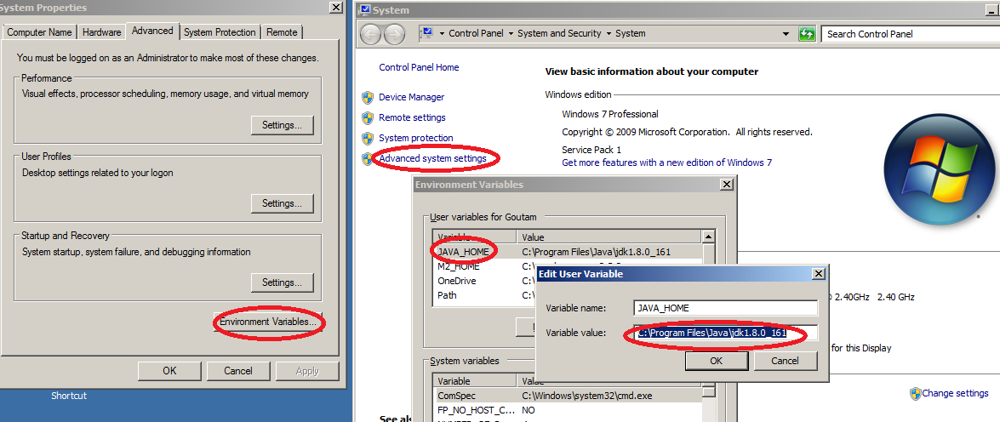 System Properties
Computer Name
Hardware
Advanced
System Protection
Remote
You must be logged on as an Administrator to make most of these changes.
Performance
Visual effects, processor scheduling, memory usage, and virtual memory
Settings...
User Profiles
Desktop settings related to your logon
Settings...
Startup and Recovery
System startup, system failure, and debugging information
Settings...
Environment Variables...
OK
Cancel
Apply
Shortcut
System
Control Panel
System and Security
System
Search Control Panel
Control Panel Home
Device Manager
Remote settings
System protection
Advanced system settings
View basic information about your computer
Windows edition
Windows 7 Professional
Copyright © 2009 Microsoft Corporation. All rights reserved.
Service Pack 1
Get more features with a new edition of Windows 7
Environment Variables
User variables for Goutam
Variable Value
JAVA_HOME C:\Program Files\Java\jdk1.8.0_161
M2_HOME C:\
OneDrive C:\
Path C:\
System variables
Variable
ComSpec C:\Windows\system32\cmd.exe
FP_NO_HOST_C... NO
Edit User Variable
Variable name: JAVA_HOME
Variable value: C:\Program Files\Java\jdk1.8.0_161
OK
Cancel
@ 2.40GHz 2.40 GHz
for this Display
Change settings
See